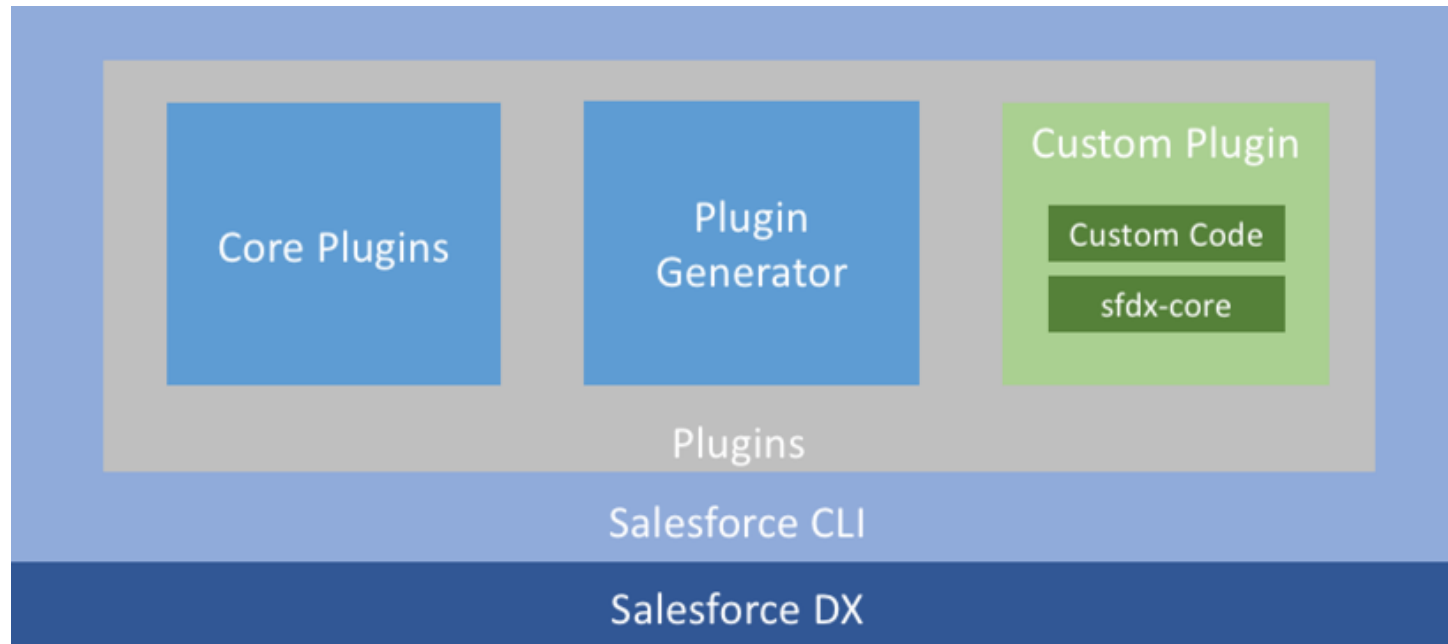 Core Plugins
Plugin
Generator
Custom Plugin
Custom Code
sfdx-core
Plugins
Salesforce CLI
Salesforce DX